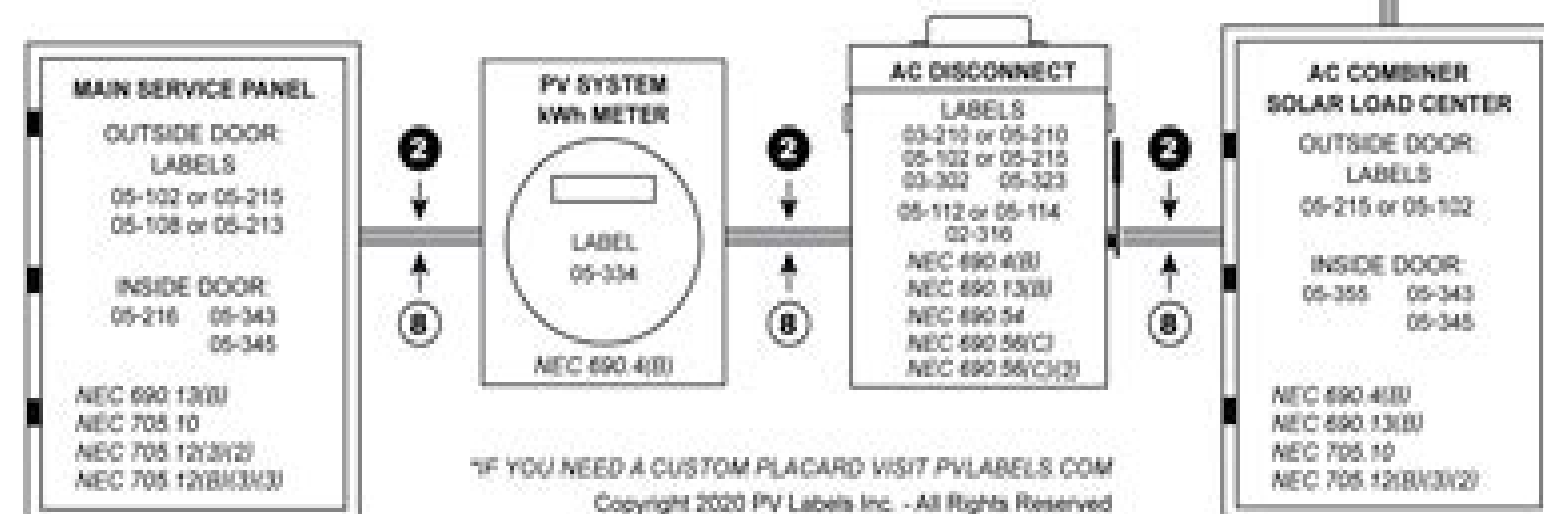 MAIN SERVICE PANEL
OUTSIDE DOOR:
LABELS
05-102 or 05-215
05-108 or 05-213
INSIDE DOOR:
05-216 05-343
05-345
NEC 690.13(B)
NEC 705.10
NEC 705.12(B)(3)(3)
2
8
PV SYSTEM
kWh METER
LABEL
05-334
NEC 690.4(B)
2
8
AC DISCONNECT
LABELS
03-210 or 05-210
05-102 or 05-215
03-302 05-323
05-112 or 05-114
02-316
NEC 690.4(B)
NEC 690.13(B)
NEC 690.54
NEC 690.56(C)
NEC 690.56(C)(2)
2
8
AC COMBINER
SOLAR LOAD CENTER
OUTSIDE DOOR:
LABELS
05-215 or 05-102
INSIDE DOOR:
05-355 05-343
05-345
NEC 690.4(B)
NEC 690.13(B)
NEC 705.10
NEC 705.12(B)(3)(2)
*IF YOU NEED A CUSTOM PLACARD VISIT PVLABELS.COM
Copyright 2020 PV Labels Inc. - All Rights Reserved